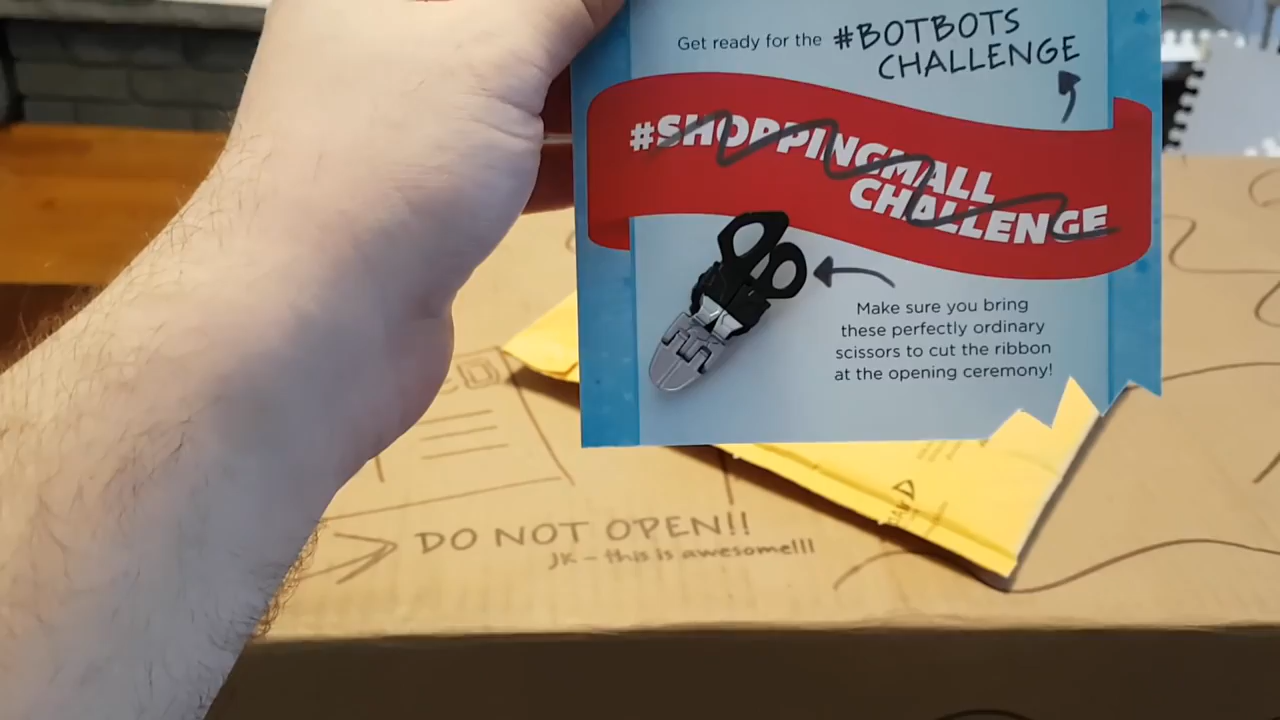 Get ready for the #BOTBOTS
CHALLENGE
#SHOPPINGMALL
CHALLENGE
Make sure you bring
these perfectly ordinary
scissors to cut the ribbon
at the opening ceremony!
DO NOT OPEN!!
JK - this is awesome!!!